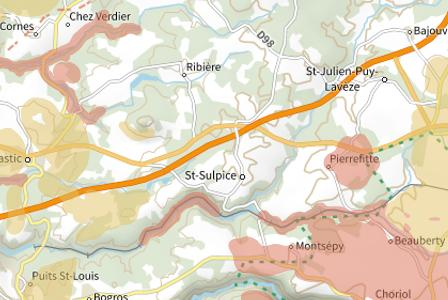 Cornes
Chez Verdier
D98
Bajouv
Ribière
St-Julien-Puy-
Lavèze
astic
Pierrefitte
St-Sulpice
Montsépy
Beauberty
Puits St-Louis
Bogros
Choriol